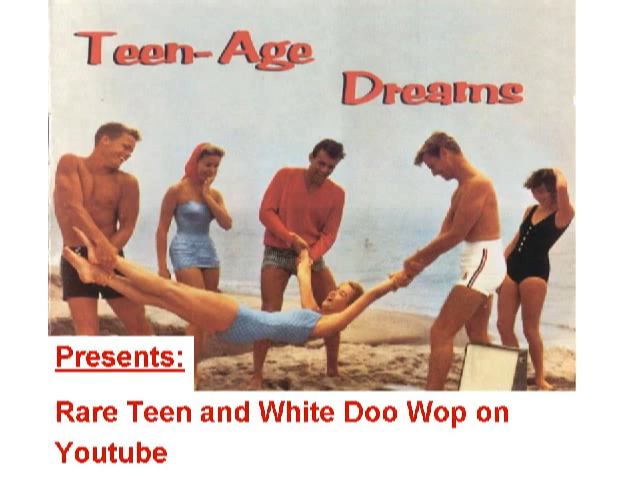 Teen-Age
Dreams
Presents:
Rare Teen and White Doo Wop on
Youtube